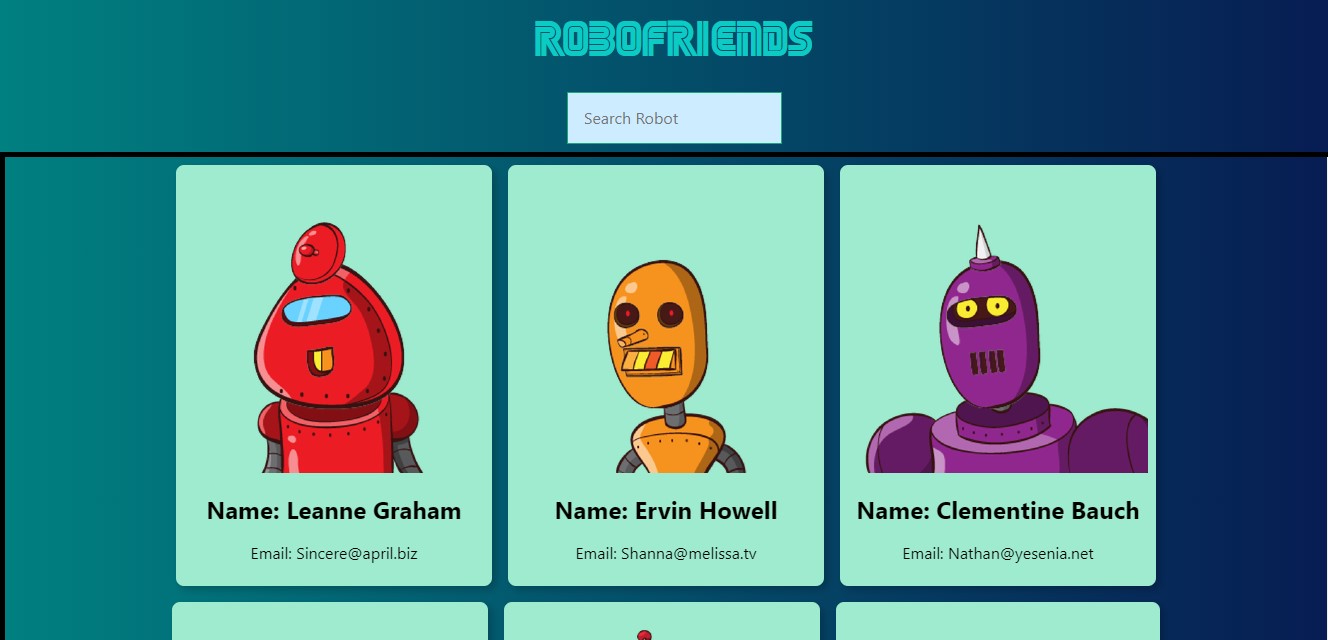 ROBOFRIENDS
Search Robot
Name: Leanne Graham
Email: Sincere@april.biz
Name: Ervin Howell
Email: Shanna@melissa.tv
Name: Clementine Bauch
Email: Nathan@yesenia.net